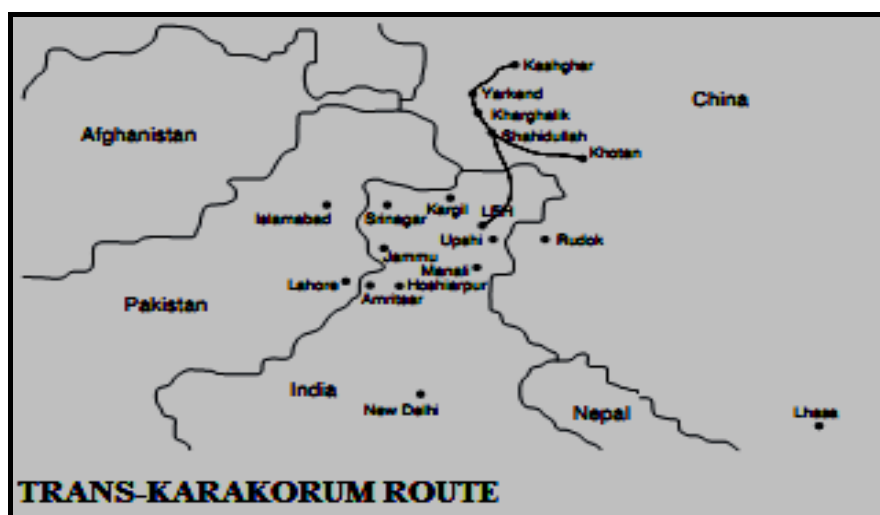 Kashghar
Yarkand
China
Kharghalik
Afghanistan
Shahidullah
Khotan
Islamabad
Srinagar
Kargil
LEH
Upshi
Rudok
Jammu
Manali
Lahore
Amritsar
Hoshiarpur
Pakistan
India
New Delhi
Nepal
Lhasa
TRANS-KARAKORUM ROUTE